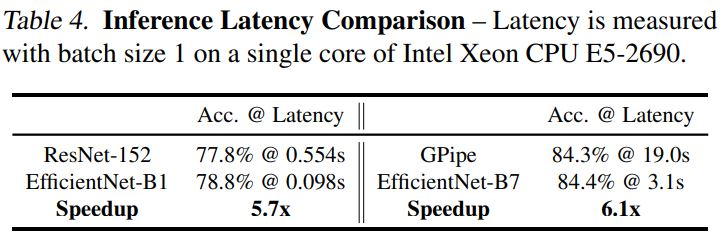 Table 4. Inference Latency Comparison – Latency is measured
with batch size 1 on a single core of Intel Xeon CPU E5-2690.
Acc. @ Latency Acc. @ Latency
ResNet-152 77.8% @ 0.554s GPipe 84.3% @ 19.0s
EfficientNet-B1 78.8% @ 0.098s EfficientNet-B7 84.4% @ 3.1s
Speedup 5.7x Speedup 6.1x